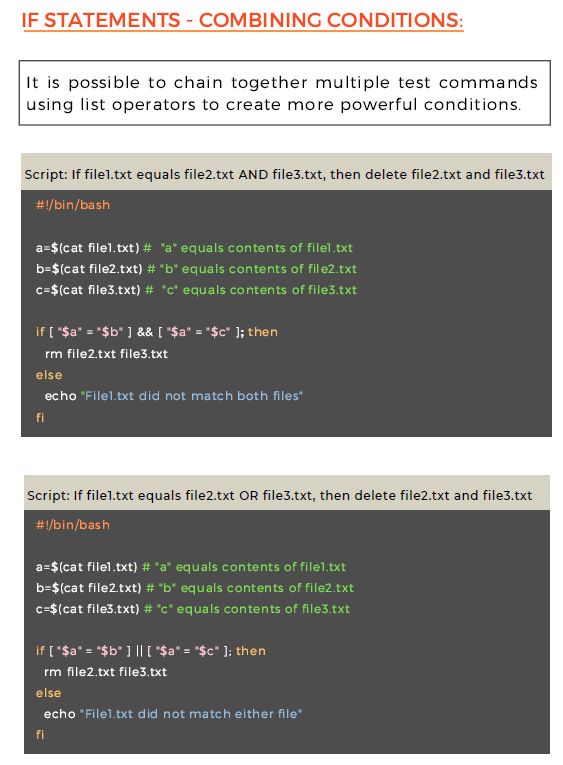 IF STATEMENTS - COMBINING CONDITIONS:
It is possible to chain together multiple test commands
using list operators to create more powerful conditions.
Script: If file1.txt equals file2.txt AND file3.txt, then delete file2.txt and file3.txt
#!/bin/bash
a=$(cat file1.txt) # "a" equals contents of file1.txt
b=$(cat file2.txt) # "b" equals contents of file2.txt
c=$(cat file3.txt) # "c" equals contents of file3.txt
if [ "$a" = "$b" ] && [ "$a" = "$c" ]; then
rm file2.txt file3.txt
else
echo "File1.txt did not match both files"
fi
Script: If file1.txt equals file2.txt OR file3.txt, then delete file2.txt and file3.txt
#!/bin/bash
a=$(cat file1.txt) # "a" equals contents of file1.txt
b=$(cat file2.txt) # "b" equals contents of file2.txt
c=$(cat file3.txt) # "c" equals contents of file3.txt
if [ "$a" = "$b" ] || [ "$a" = "$c" ]; then
rm file2.txt file3.txt
else
echo "File1.txt did not match either file"
fi